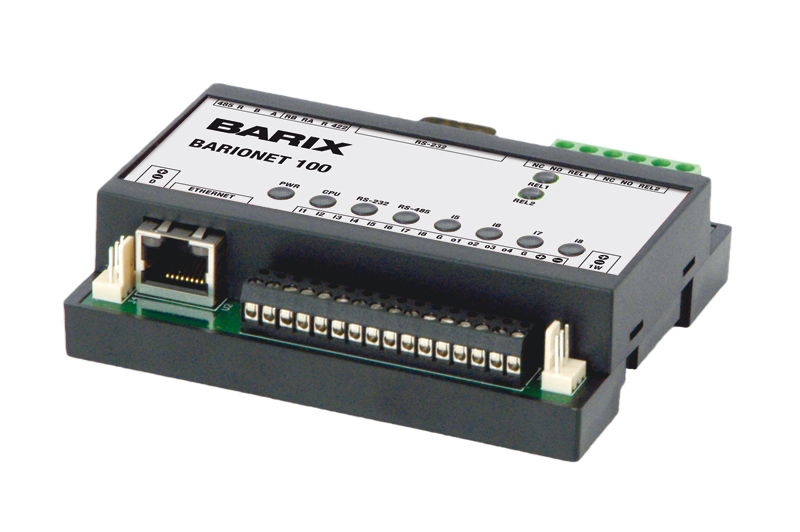 485 R B A RB RA R 422
RS-232
BARIX
BARIONET 100
NC NO REL1 NC NO REL2
REL1
REL2
D
ETHERNET
PWR CPU RS-232 RS-485 I5 I6 I7 I8
I1 I2 I3 I4 I5 I6 I7 I8 G O1 O2 O3 O4 G
1W